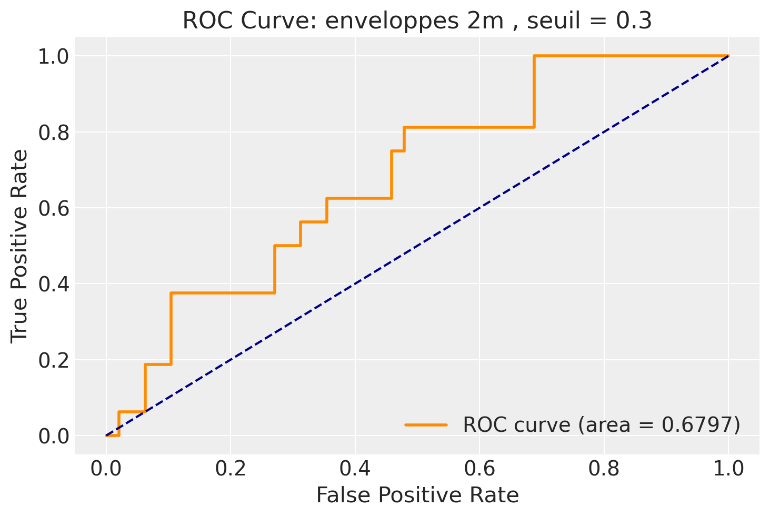 ROC Curve: enveloppes 2m , seuil = 0.3
True Positive Rate
1.0
0.8
0.6
0.4
0.2
0.0
ROC curve (area = 0.6797)
0.0 0.2 0.4 0.6 0.8 1.0
False Positive Rate